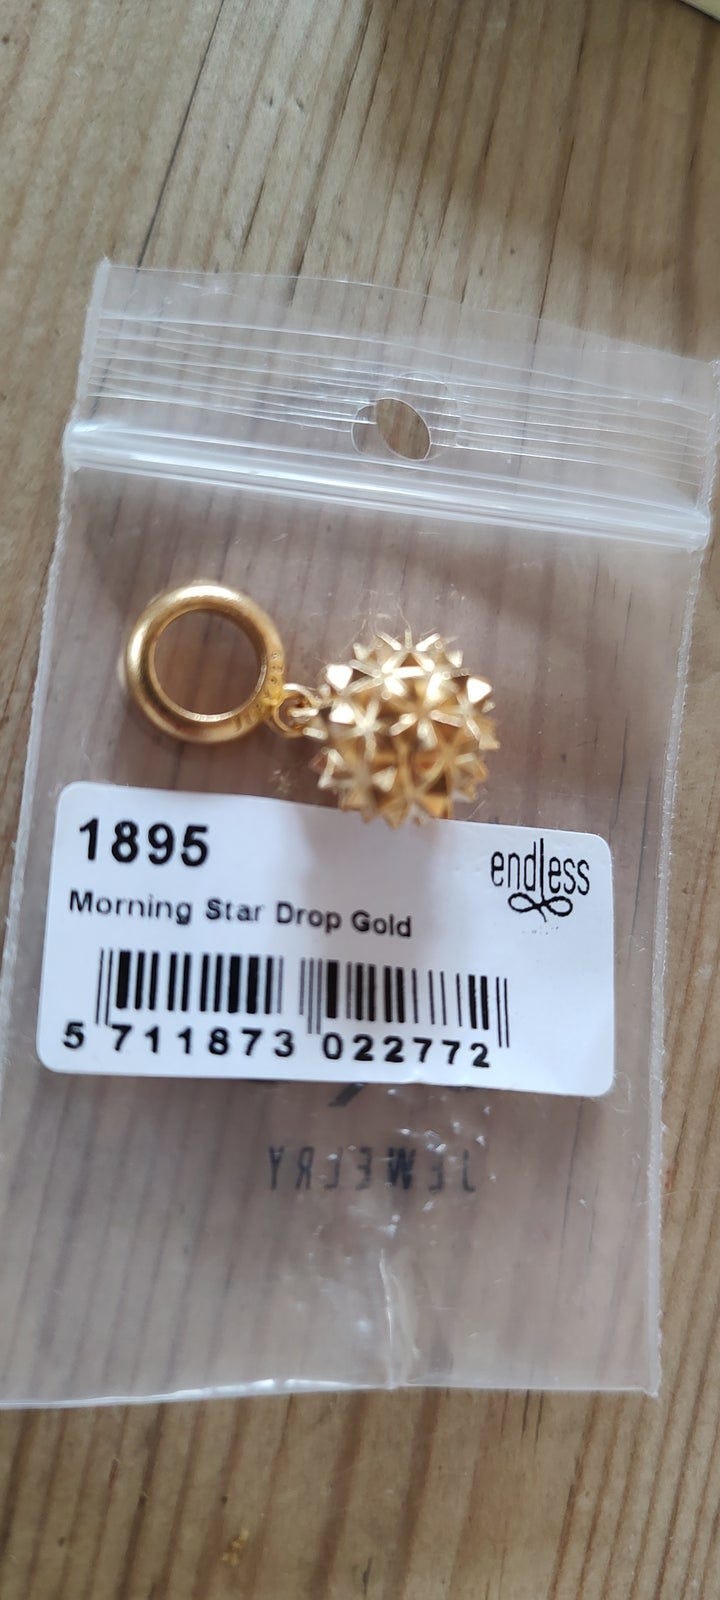 1895
endless
Morning Star Drop Gold
5 711873 022772
JEWELRY